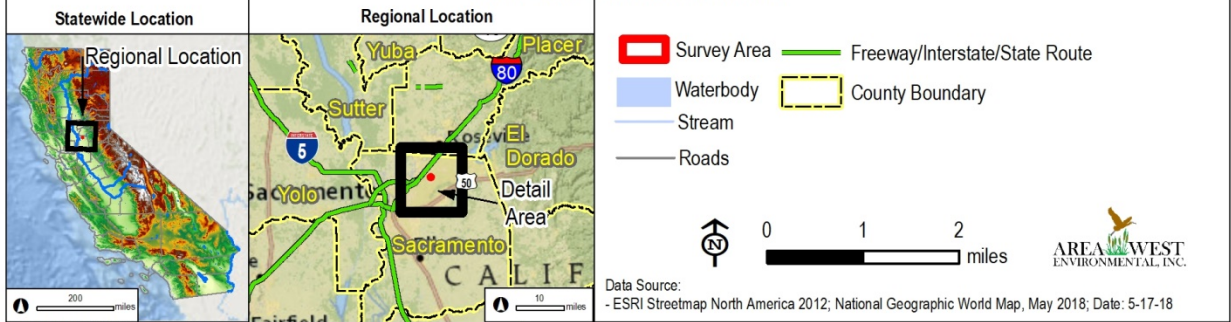 Statewide Location
Regional Location
Regional Location
N
200
miles
Yuba
Placer
80
Sutter
Roseville
El
Dorado
INTERSTATE
5
50
Sacramento
Yolo
Detail
Area
Sacramento
CALIF
Fairfield
N
10
miles
Survey Area
Freeway/Interstate/State Route
Waterbody
County Boundary
Stream
Roads
N
0 1 2
miles
AREA WEST
ENVIRONMENTAL, INC.
Data Source:
- ESRI Streetmap North America 2012; National Geographic World Map, May 2018; Date: 5-17-18